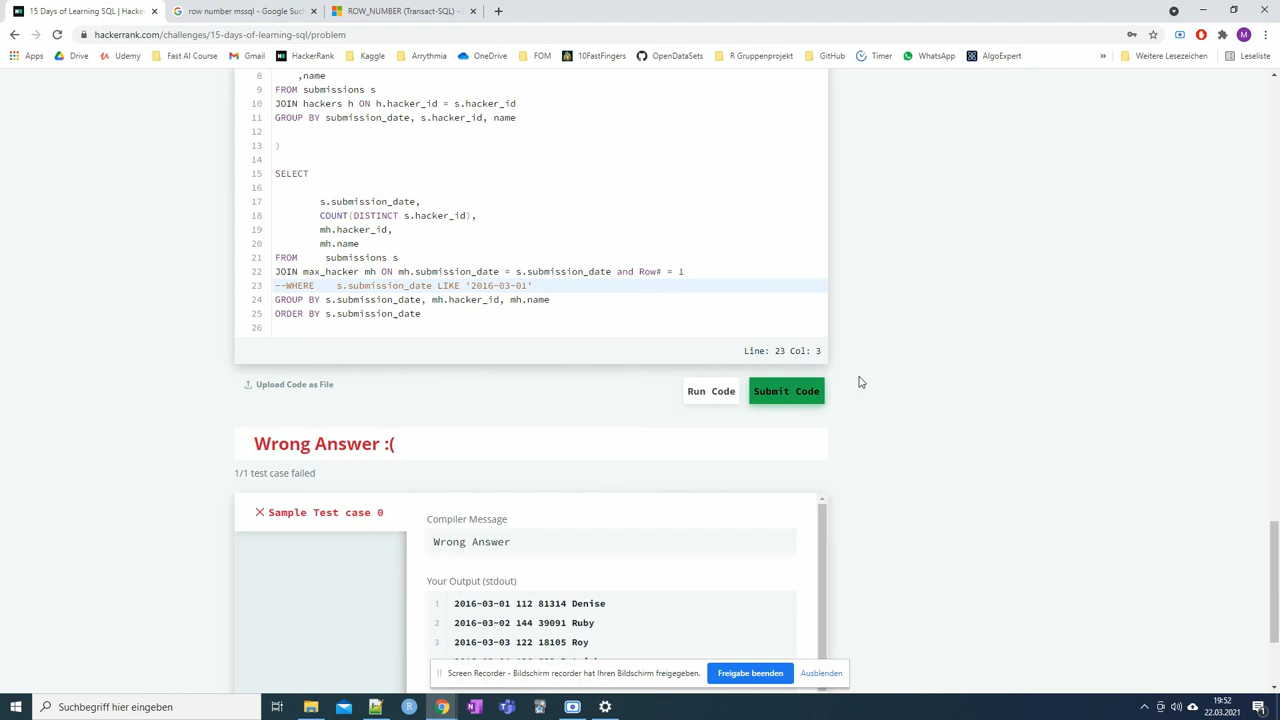 15 Days of Learning SQL | Hacker
row number mssql - Google Such
ROW_NUMBER (Transact-SQL) - S
hackerrank.com/challenges/15-days-of-learning-sql/problem
M
Apps
Drive
Udemy
Fast AI Course
Gmail
HackerRank
Kaggle
Arrythmia
OneDrive
FOM
10FastFingers
OpenDataSets
R Gruppenprojekt
GitHub
Timer
WhatsApp
AlgoExpert
»
Weitere Lesezeichen
Leseliste
8 ,name
9 FROM submissions s
10 JOIN hackers h ON h.hacker_id = s.hacker_id
11 GROUP BY submission_date, s.hacker_id, name
12
13 )
14
15 SELECT
16
17 s.submission_date,
18 COUNT(DISTINCT s.hacker_id),
19 mh.hacker_id,
20 mh.name
21 FROM submissions s
22 JOIN max_hacker mh ON mh.submission_date = s.submission_date and Row# = 1
23 --WHERE s.submission_date LIKE '2016-03-01'
24 GROUP BY s.submission_date, mh.hacker_id, mh.name
25 ORDER BY s.submission_date
26
Line: 23 Col: 3
Upload Code as File
Run Code
Submit Code
Wrong Answer :(
1/1 test case failed
Sample Test case 0
Compiler Message
Wrong Answer
Your Output (stdout)
1 2016-03-01 112 81314 Denise
2 2016-03-02 144 39091 Ruby
3 2016-03-03 122 18105 Roy
Screen Recorder - Bildschirm recorder hat Ihren Bildschirm freigegeben.
Freigabe beenden
Ausblenden
Suchbegriff hier eingeben
19:52
22.03.2021